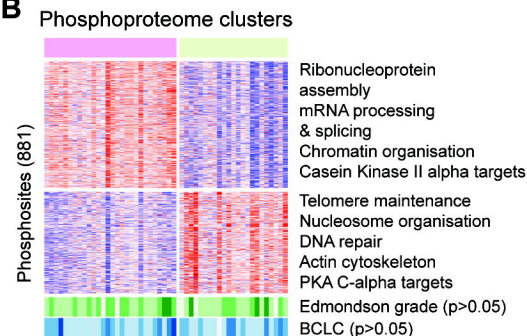 B
Phosphoproteome clusters
Phosphosites (881)
Ribonucleoprotein
assembly
mRNA processing
& splicing
Chromatin organisation
Casein Kinase II alpha targets
Telomere maintenance
Nucleosome organisation
DNA repair
Actin cytoskeleton
PKA C-alpha targets
Edmondson grade (p>0.05)
BCLC (p>0.05)